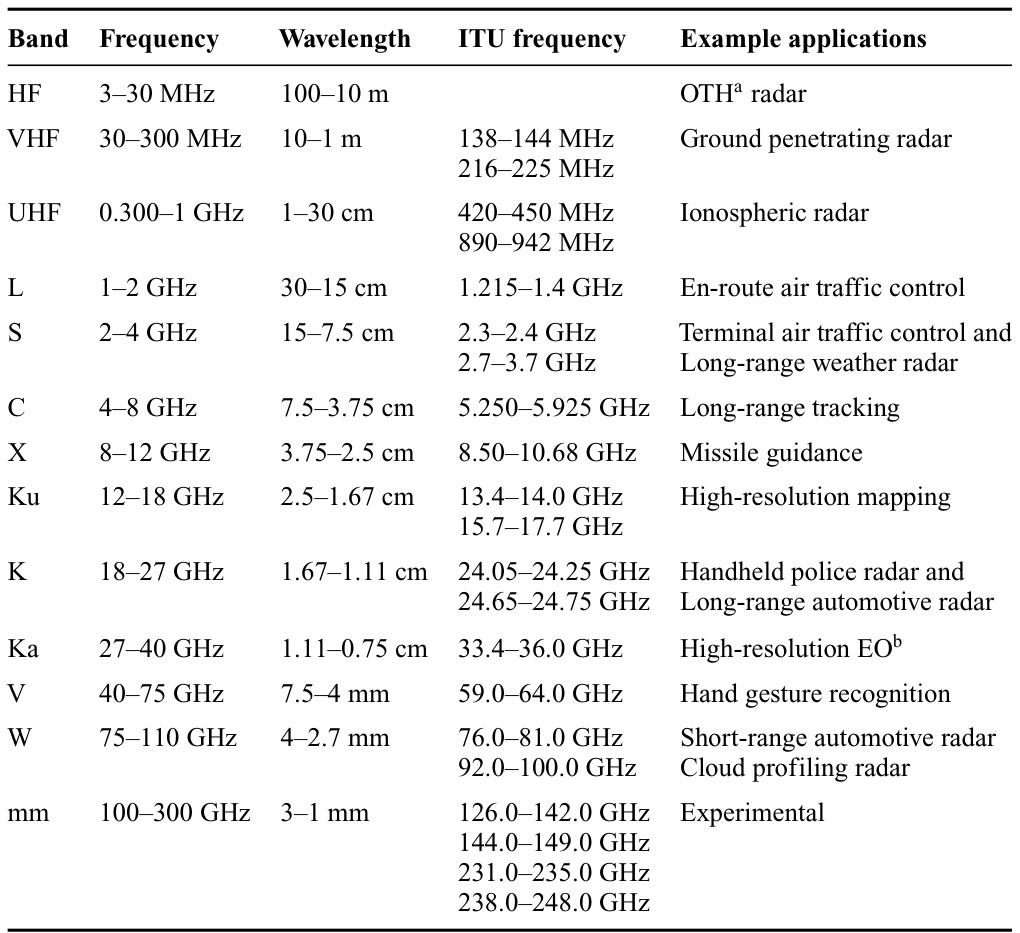 Band Frequency Wavelength ITU frequency Example applications
HF 3–30 MHz 100–10 m OTHa radar
VHF 30–300 MHz 10–1 m 138–144 MHz Ground penetrating radar
216–225 MHz
UHF 0.300–1 GHz 1–30 cm 420–450 MHz Ionospheric radar
890–942 MHz
L 1–2 GHz 30–15 cm 1.215–1.4 GHz En-route air traffic control
S 2–4 GHz 15–7.5 cm 2.3–2.4 GHz Terminal air traffic control and
2.7–3.7 GHz Long-range weather radar
C 4–8 GHz 7.5–3.75 cm 5.250–5.925 GHz Long-range tracking
X 8–12 GHz 3.75–2.5 cm 8.50–10.68 GHz Missile guidance
Ku 12–18 GHz 2.5–1.67 cm 13.4–14.0 GHz High-resolution mapping
15.7–17.7 GHz
K 18–27 GHz 1.67–1.11 cm 24.05–24.25 GHz Handheld police radar and
24.65–24.75 GHz Long-range automotive radar
Ka 27–40 GHz 1.11–0.75 cm 33.4–36.0 GHz High-resolution EOb
V 40–75 GHz 7.5–4 mm 59.0–64.0 GHz Hand gesture recognition
W 75–110 GHz 4–2.7 mm 76.0–81.0 GHz Short-range automotive radar
92.0–100.0 GHz Cloud profiling radar
mm 100–300 GHz 3–1 mm 126.0–142.0 GHz Experimental
144.0–149.0 GHz
231.0–235.0 GHz
238.0–248.0 GHz